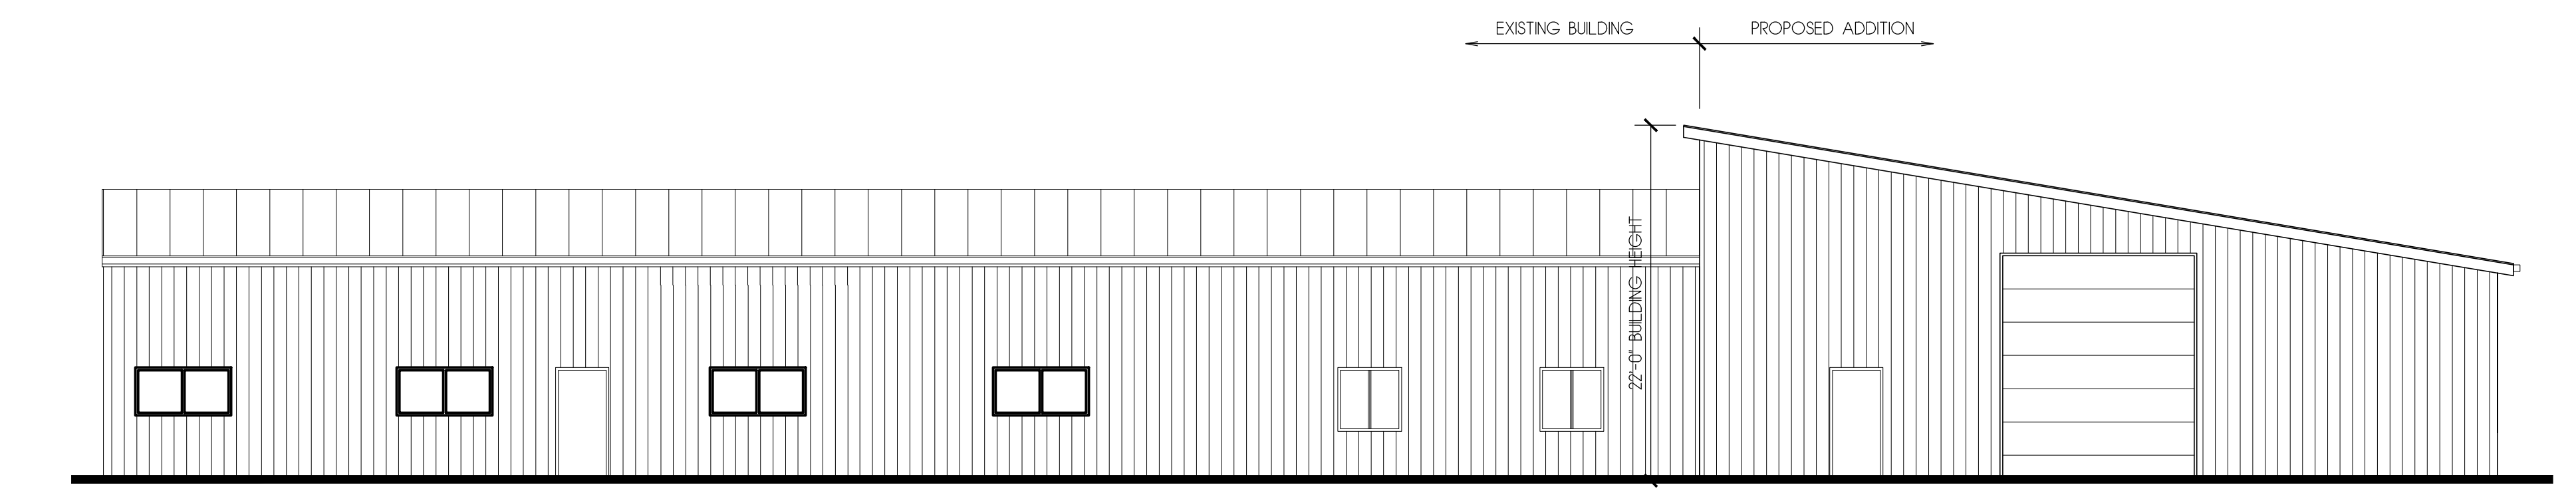 EXISTING BUILDING
PROPOSED ADDITION
22'-0" BUILDING HEIGHT